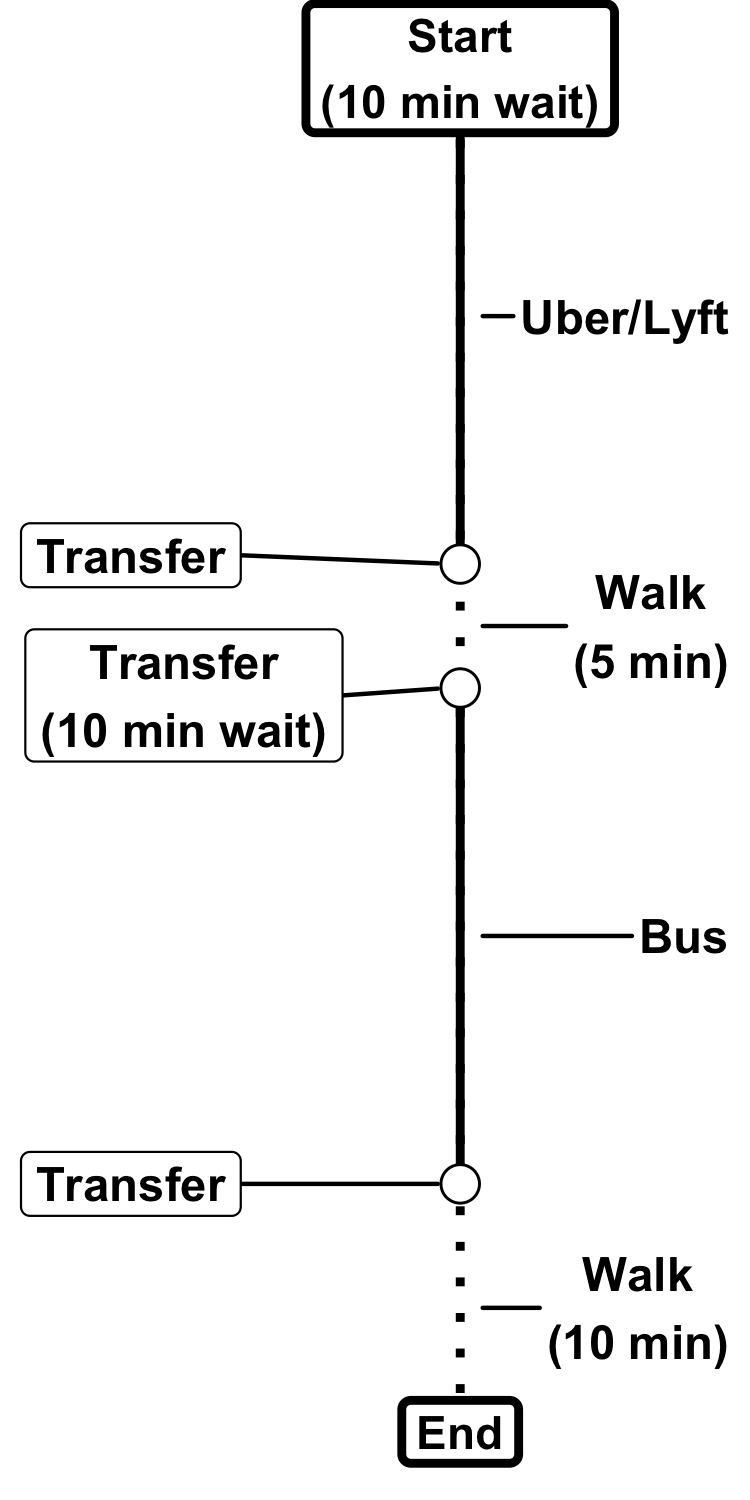 Start
(10 min wait)
Uber/Lyft
Transfer
Walk
(5 min)
Transfer
(10 min wait)
Bus
Transfer
Walk
(10 min)
End